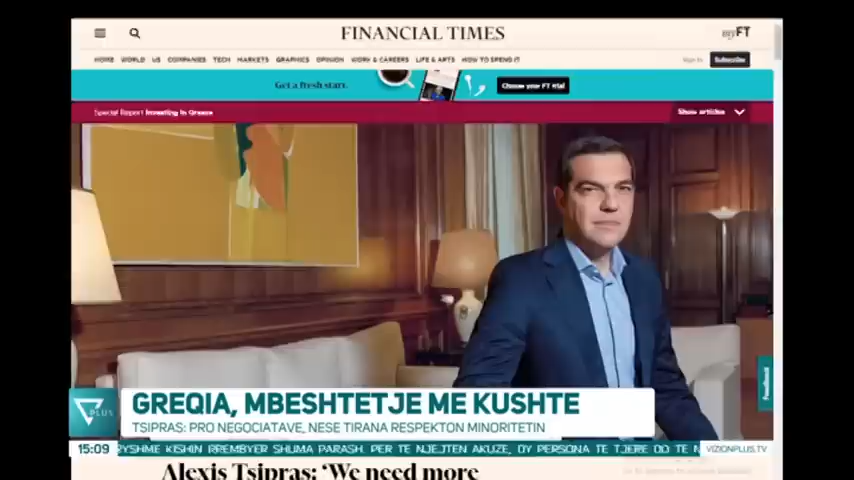 FINANCIAL TIMES
myFT
HOME WORLD US COMPANIES TECH MARKETS GRAPHICS OPINION WORK & CAREERS LIFE & ARTS HOW TO SPEND IT
Sign In Subscribe
Get a fresh start.
Choose your FT trial
Special Report Investing in Greece
Show articles
Feedback
PLUS
GREQIA, MBESHTETJE ME KUSHTE
TSIPRAS: PRO NEGOCIATAVE, NESE TIRANA RESPEKTON MINORITETIN
15:09
RYSHME KISHIN RREMBYER SHUMA PARASH. PER TE NJEJTEN AKUZE, DY PERSONA TE TJERE DO TE N
VIZIONPLUS.TV
Alexis Tsipras: ‘We need more